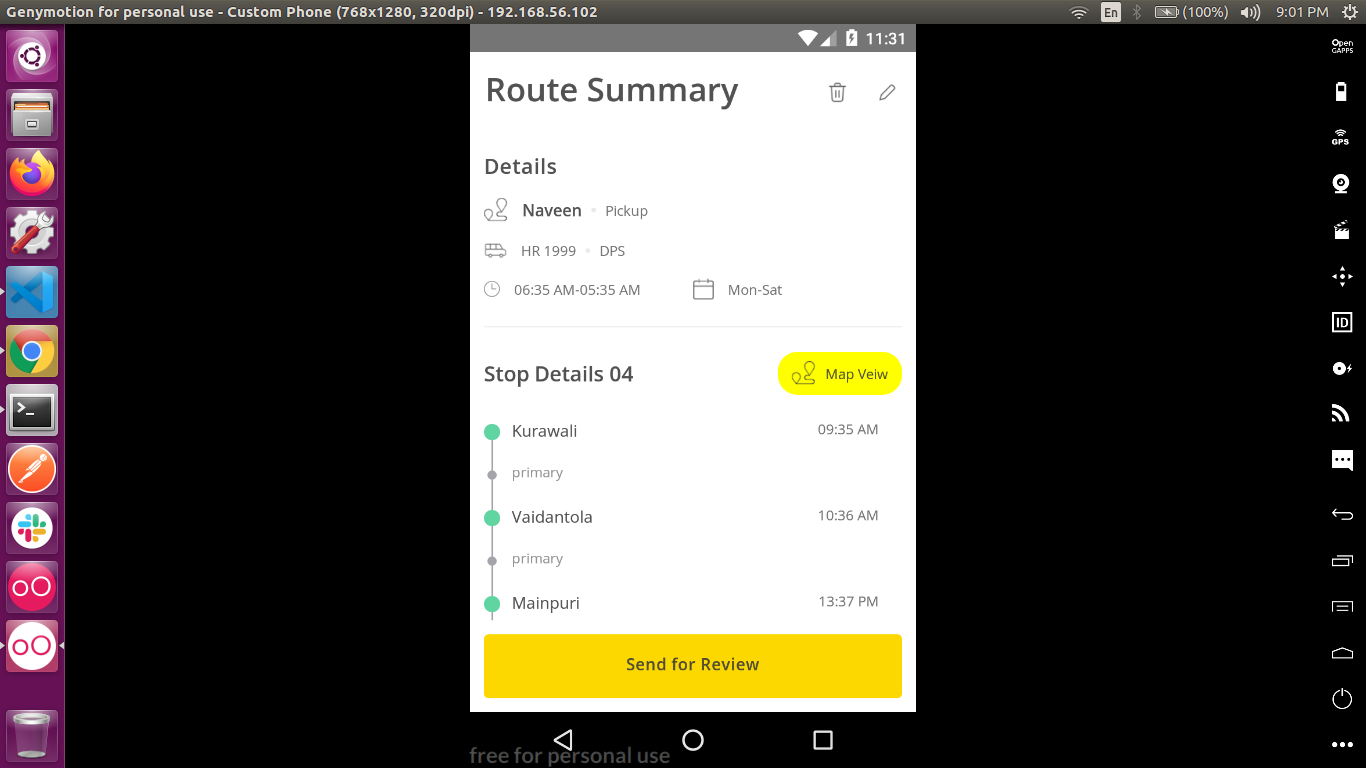 Genymotion for personal use - Custom Phone (768x1280, 320dpi) - 192.168.56.102
En
(100%)
9:01 PM
11:31
Open
GAPPS
GPS
ID
Route Summary
Details
Naveen Pickup
HR 1999 DPS
06:35 AM-05:35 AM Mon-Sat
Stop Details 04
Map Veiw
Kurawali 09:35 AM
primary
Vaidantola 10:36 AM
primary
Mainpuri 13:37 PM
Send for Review
free for personal use